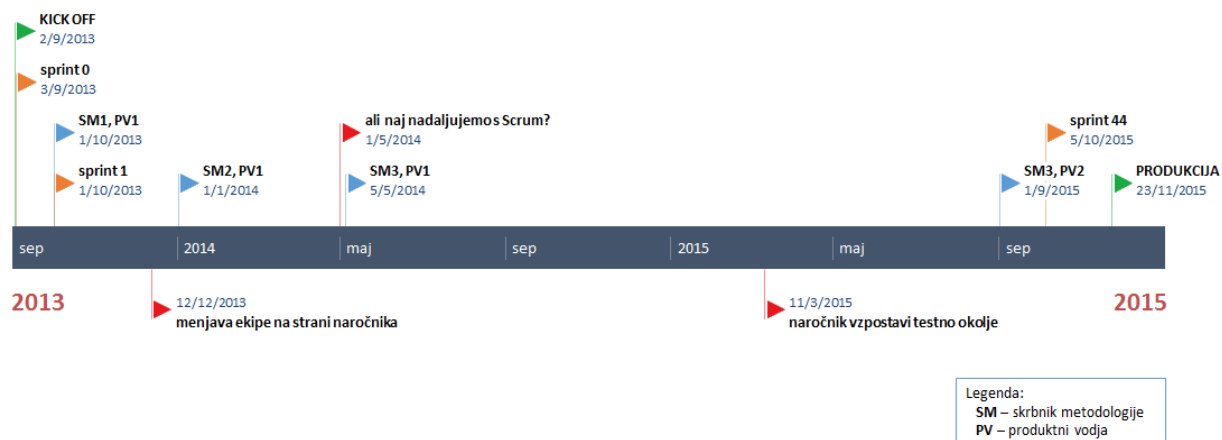 KICK OFF
2/9/2013
sprint 0
3/9/2013
SM1, PV1
1/10/2013
sprint 1
1/10/2013
SM2, PV1
1/1/2014
ali naj nadaljujemo s Scrum?
1/5/2014
SM3, PV1
5/5/2014
sprint 44
5/10/2015
SM3, PV2
1/9/2015
PRODUKCIJA
23/11/2015
sep 2014 maj sep 2015 maj sep
2013
2015
12/12/2013
menjava ekipe na strani naročnika
11/3/2015
naročnik vzpostavi testno okolje
Legenda:
SM – skrbnik metodologije
PV – produktni vodja